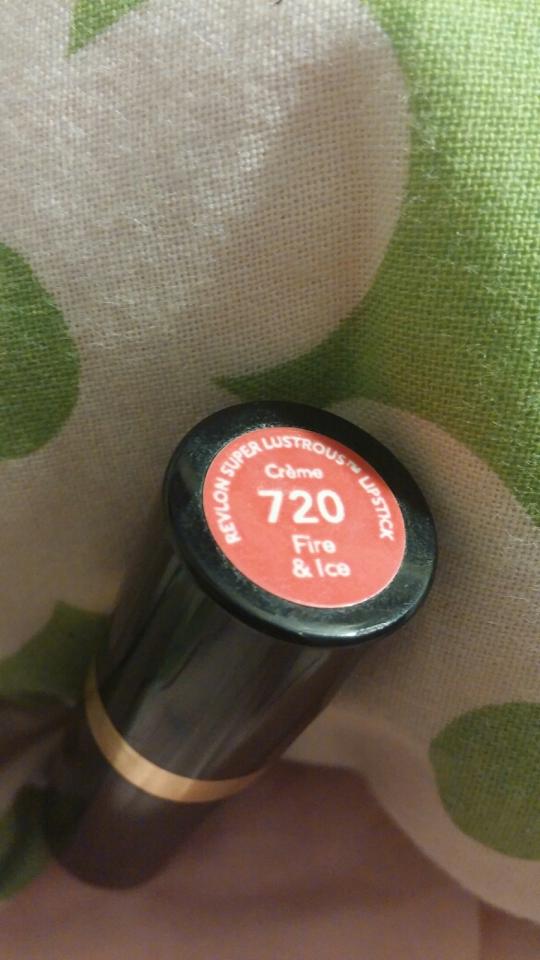 REVLON SUPER LUSTROUS™ LIPSTICK
Crème
720
Fire
& Ice